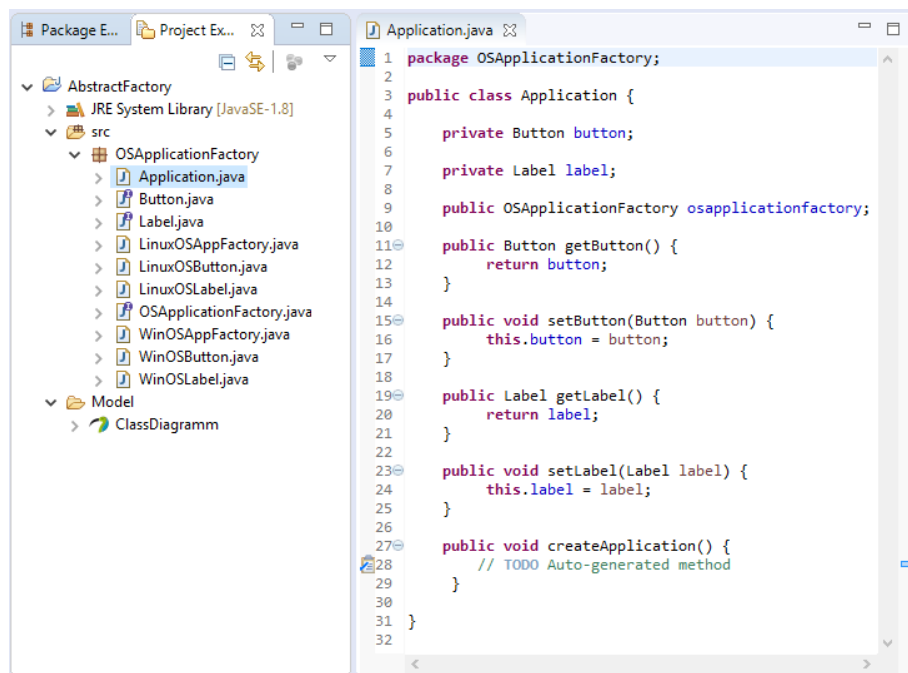 Package E...
Project Ex...
AbstractFactory
JRE System Library [JavaSE-1.8]
src
OSApplicationFactory
Application.java
Button.java
Label.java
LinuxOSAppFactory.java
LinuxOSButton.java
LinuxOSLabel.java
OSApplicationFactory.java
WinOSAppFactory.java
WinOSButton.java
WinOSLabel.java
Model
ClassDiagramm
Application.java
1 package OSApplicationFactory;
2
3 public class Application {
4
5 private Button button;
6
7 private Label label;
8
9 public OSApplicationFactory osapplicationfactory;
10
11 public Button getButton() {
12 return button;
13 }
14
15 public void setButton(Button button) {
16 this.button = button;
17 }
18
19 public Label getLabel() {
20 return label;
21 }
22
23 public void setLabel(Label label) {
24 this.label = label;
25 }
26
27 public void createApplication() {
28 // TODO Auto-generated method
29 }
30
31 }
32